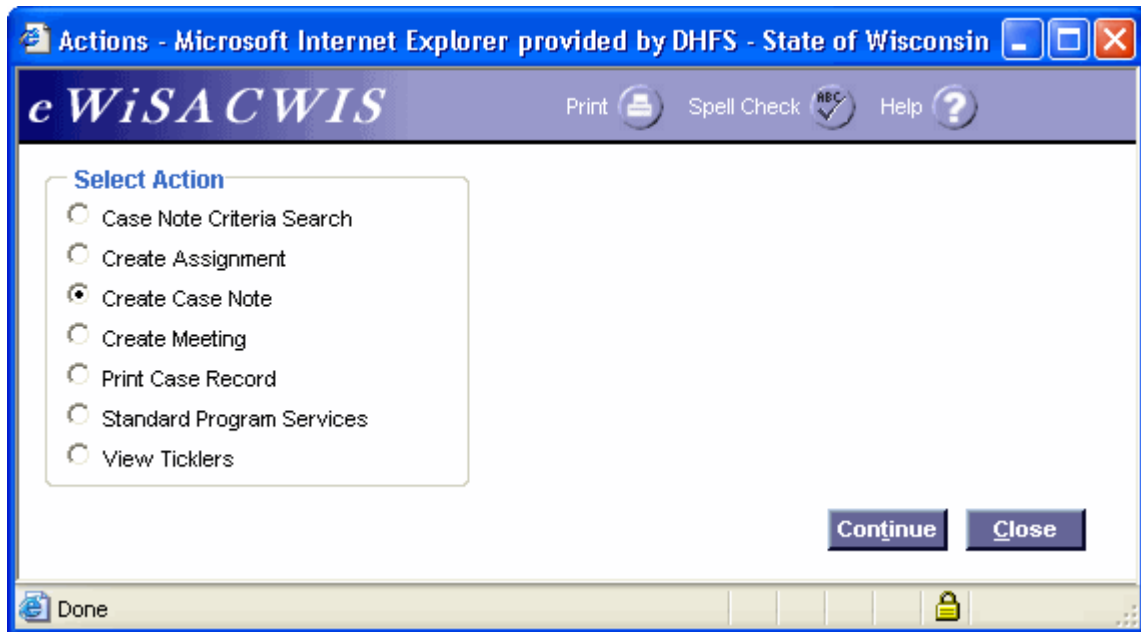 Actions - Microsoft Internet Explorer provided by DHFS - State of Wisconsin
eWiSACWIS Print Spell Check ABC Help ?
Select Action
Case Note Criteria Search
Create Assignment
Create Case Note
Create Meeting
Print Case Record
Standard Program Services
View Ticklers
Continue Close
Done